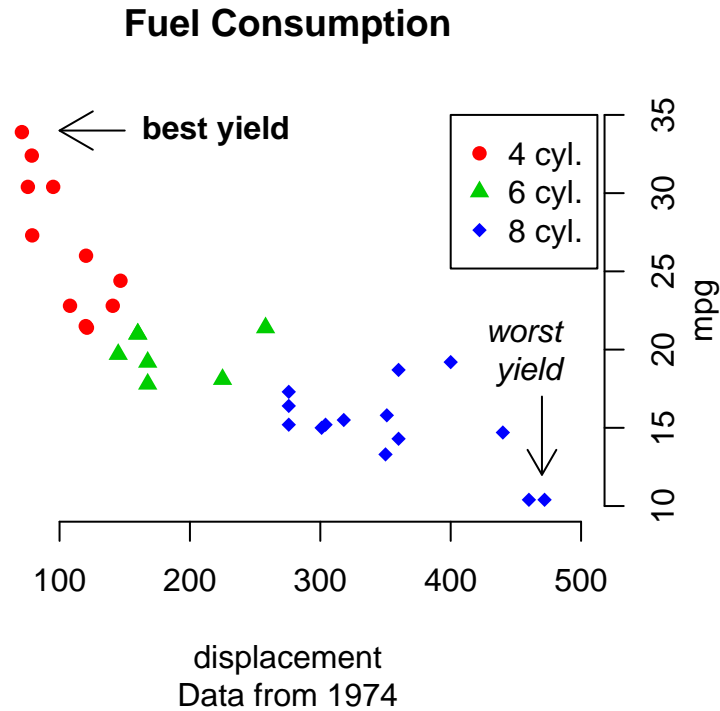 Fuel Consumption
best yield
4 cyl.
6 cyl.
8 cyl.
worst
yield
35
30
25
20
15
10
mpg
100 200 300 400 500
displacement
Data from 1974